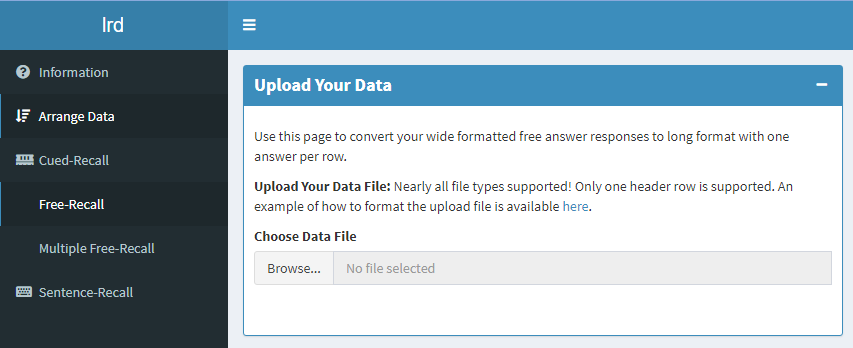 lrd
Information
Arrange Data
Cued-Recall
Free-Recall
Multiple Free-Recall
Sentence-Recall
Upload Your Data
Use this page to convert your wide formatted free answer responses to long format with one
answer per row.
Upload Your Data File: Nearly all file types supported! Only one header row is supported. An
example of how to format the upload file is available here.
Choose Data File
Browse... No file selected